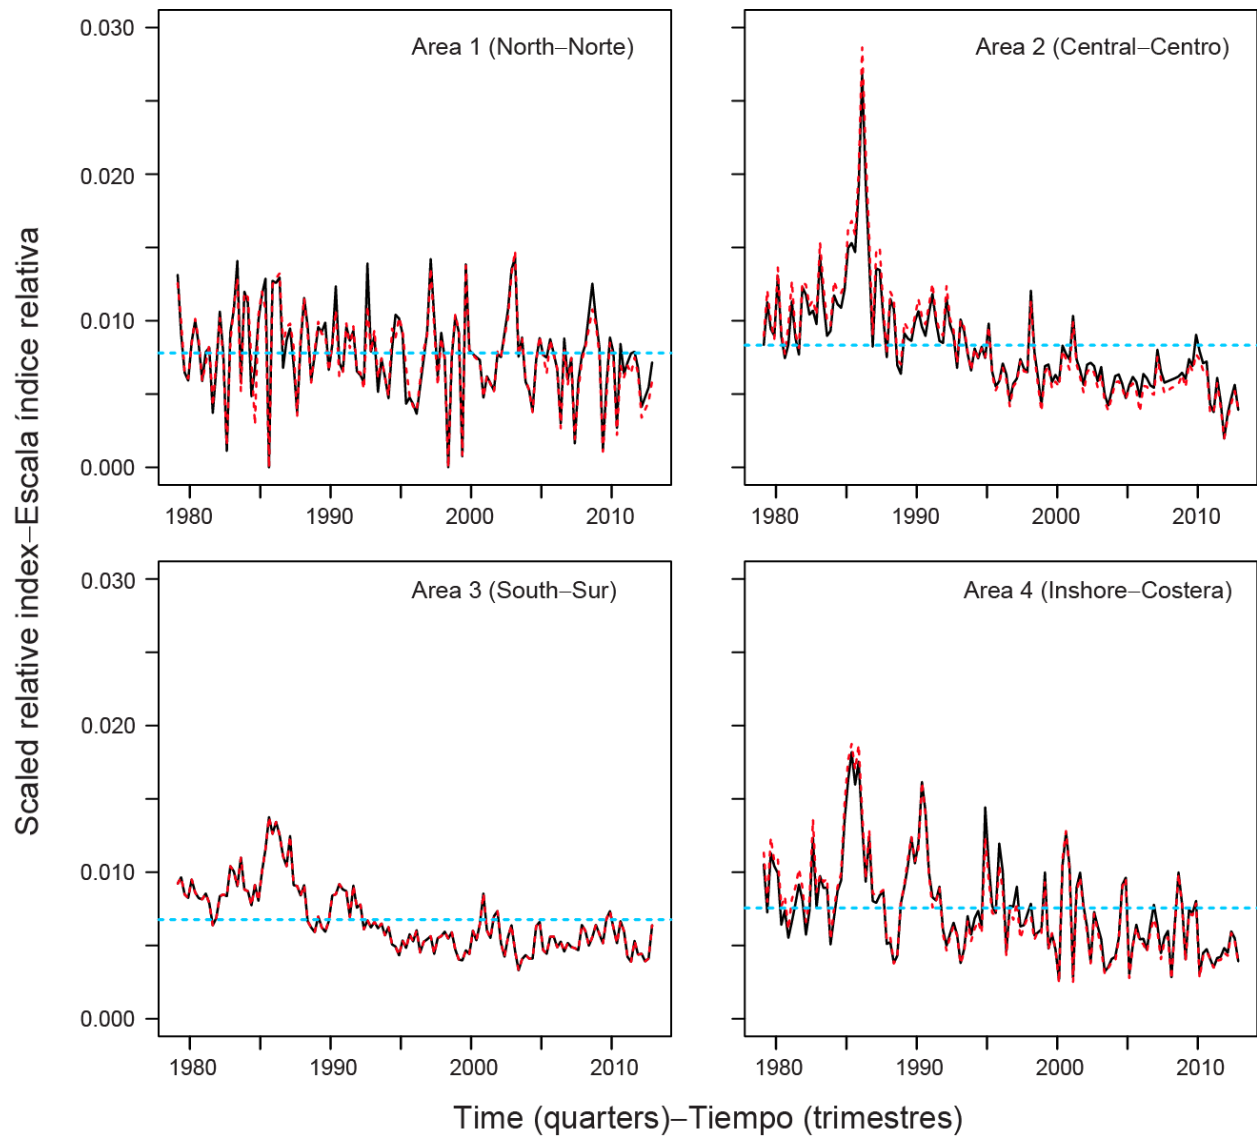 Scaled relative index–Escala índice relativa
Area 1 (North–Norte)
0.030
0.020
0.010
0.000
1980 1990 2000 2010
Area 2 (Central–Centro)
1980 1990 2000 2010
Area 3 (South–Sur)
0.030
0.020
0.010
0.000
1980 1990 2000 2010
Area 4 (Inshore–Costera)
1980 1990 2000 2010
Time (quarters)–Tiempo (trimestres)